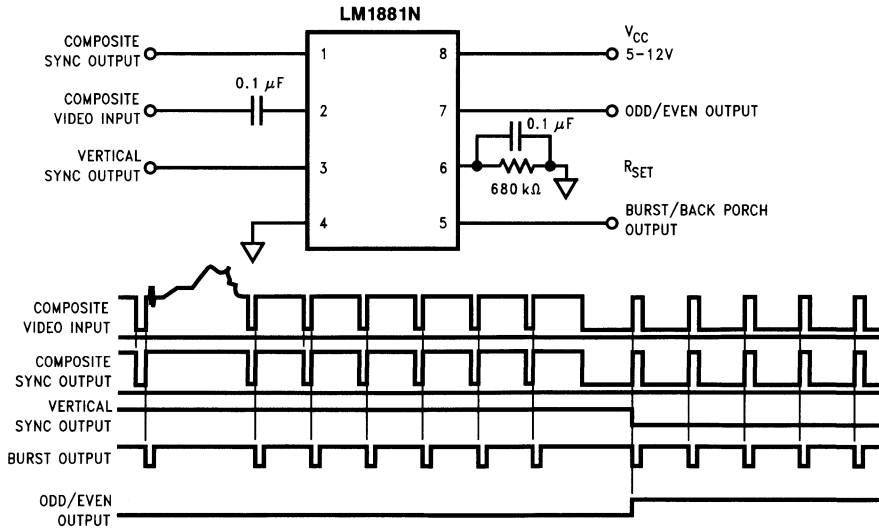 LM1881N
COMPOSITE
SYNC OUTPUT
1
8
VCC
5-12V
0.1 µF
COMPOSITE
VIDEO INPUT
2
7
ODD/EVEN OUTPUT
0.1 µF
VERTICAL
SYNC OUTPUT
3
6
680 kΩ
RSET
4
5
BURST/BACK PORCH
OUTPUT
COMPOSITE
VIDEO INPUT
COMPOSITE
SYNC OUTPUT
VERTICAL
SYNC OUTPUT
BURST OUTPUT
ODD/EVEN
OUTPUT